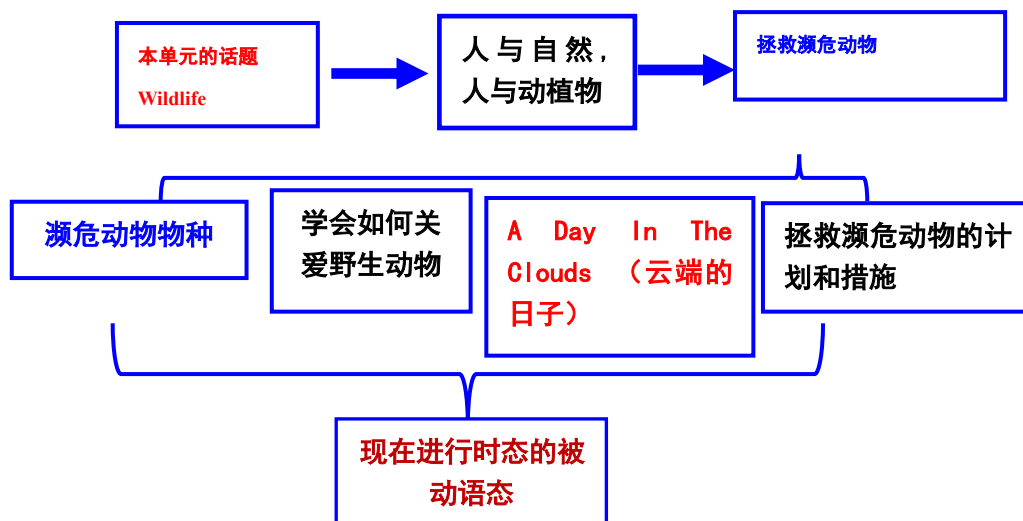 本单元的话题
Wildlife
人与自然,
人与动植物
拯救濒危动物
濒危动物物种
学会如何关
爱野生动物
A Day In The
Clouds （云端的
日子）
拯救濒危动物的计
划和措施
现在进行时态的被
动语态